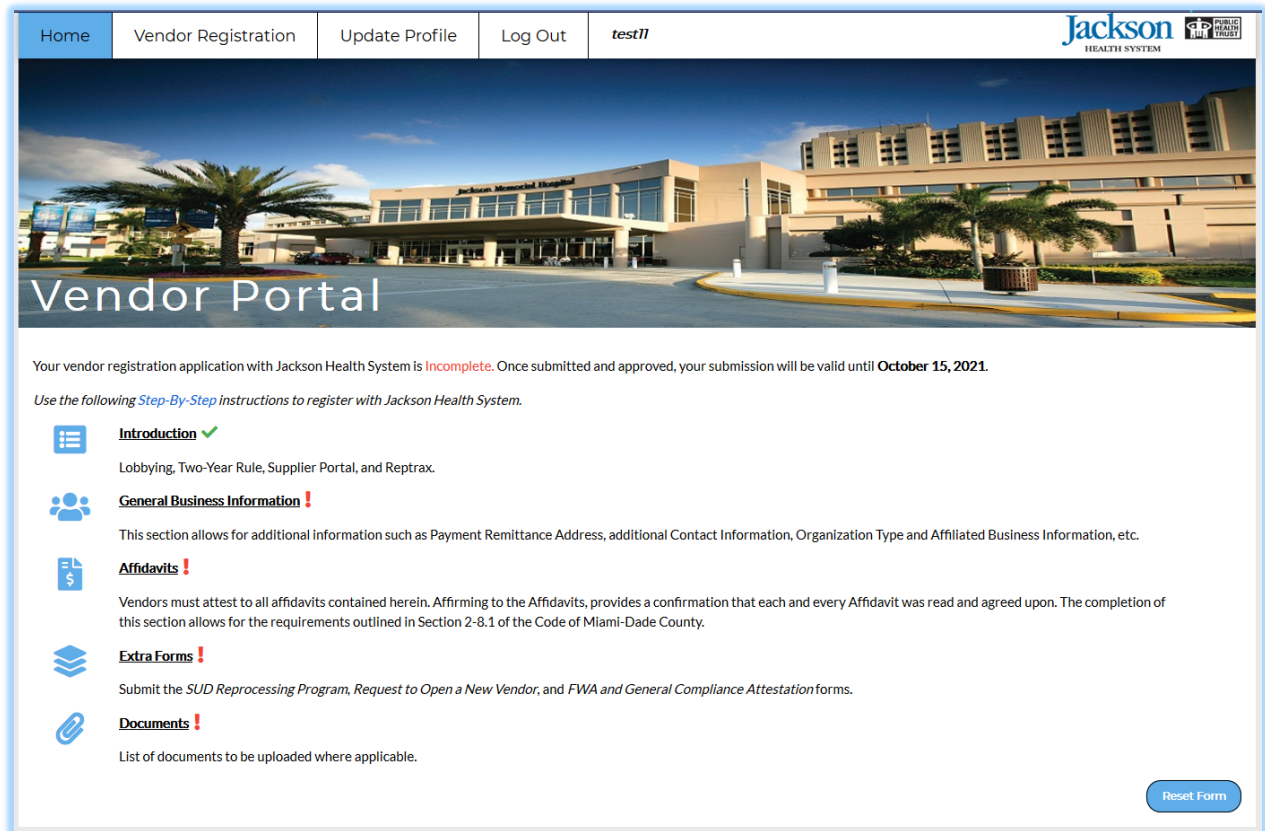 Home Vendor Registration Update Profile Log Out test11
Jackson
HEALTH SYSTEM
PUBLIC
HEALTH
TRUST
Jackson Memorial Hospital
Vendor Portal
Your vendor registration application with Jackson Health System is Incomplete. Once submitted and approved, your submission will be valid until October 15, 2021.
Use the following Step-By-Step instructions to register with Jackson Health System.
Introduction
Lobbying, Two-Year Rule, Supplier Portal, and Reptrax.
General Business Information
This section allows for additional information such as Payment Remittance Address, additional Contact Information, Organization Type and Affiliated Business Information, etc.
Affidavits
Vendors must attest to all affidavits contained herein. Affirming to the Affidavits, provides a confirmation that each and every Affidavit was read and agreed upon. The completion of
this section allows for the requirements outlined in Section 2-8.1 of the Code of Miami-Dade County.
Extra Forms
Submit the SUD Reprocessing Program, Request to Open a New Vendor, and FWA and General Compliance Attestation forms.
Documents
List of documents to be uploaded where applicable.
Reset Form